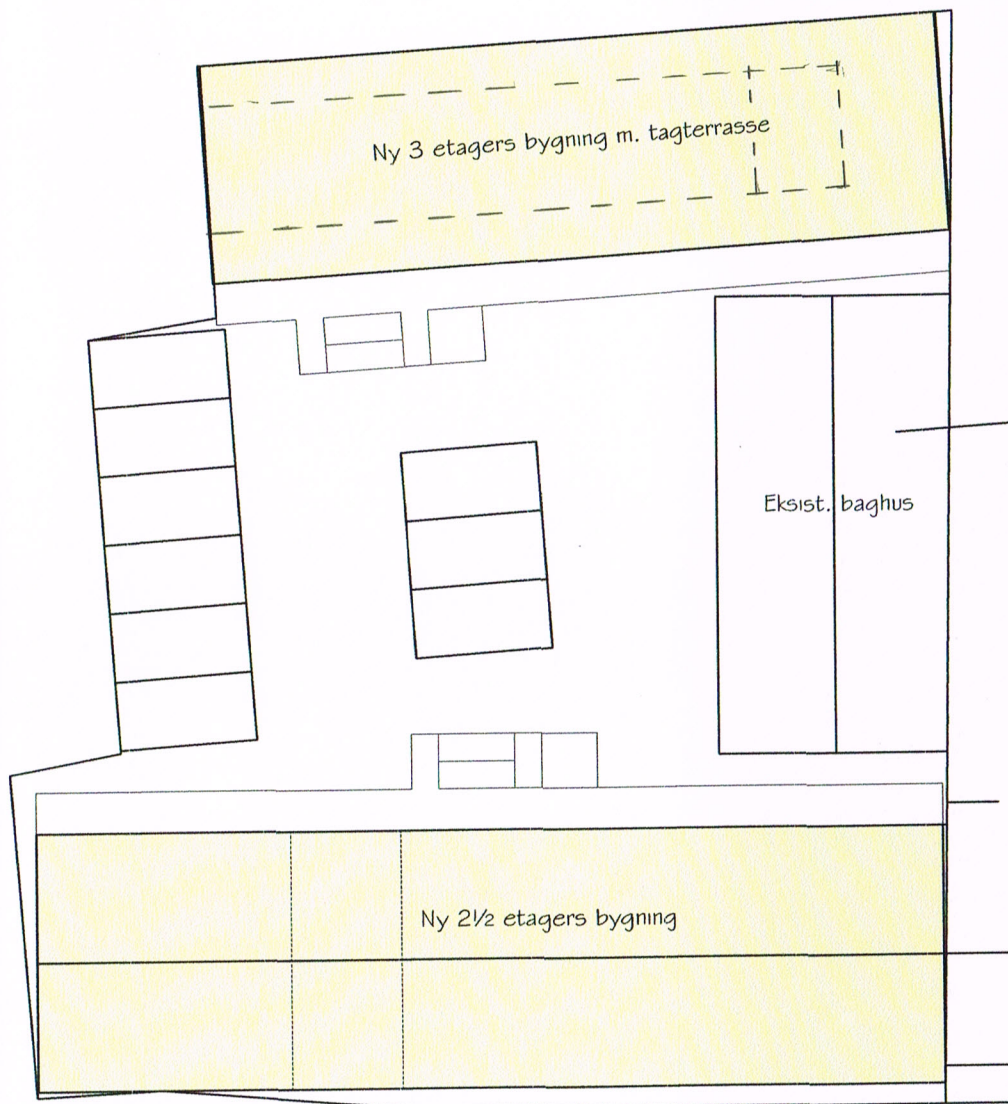 Ny 3 etagers bygning m. tagterrasse
Eksist. baghus
Ny 2½ etagers bygning